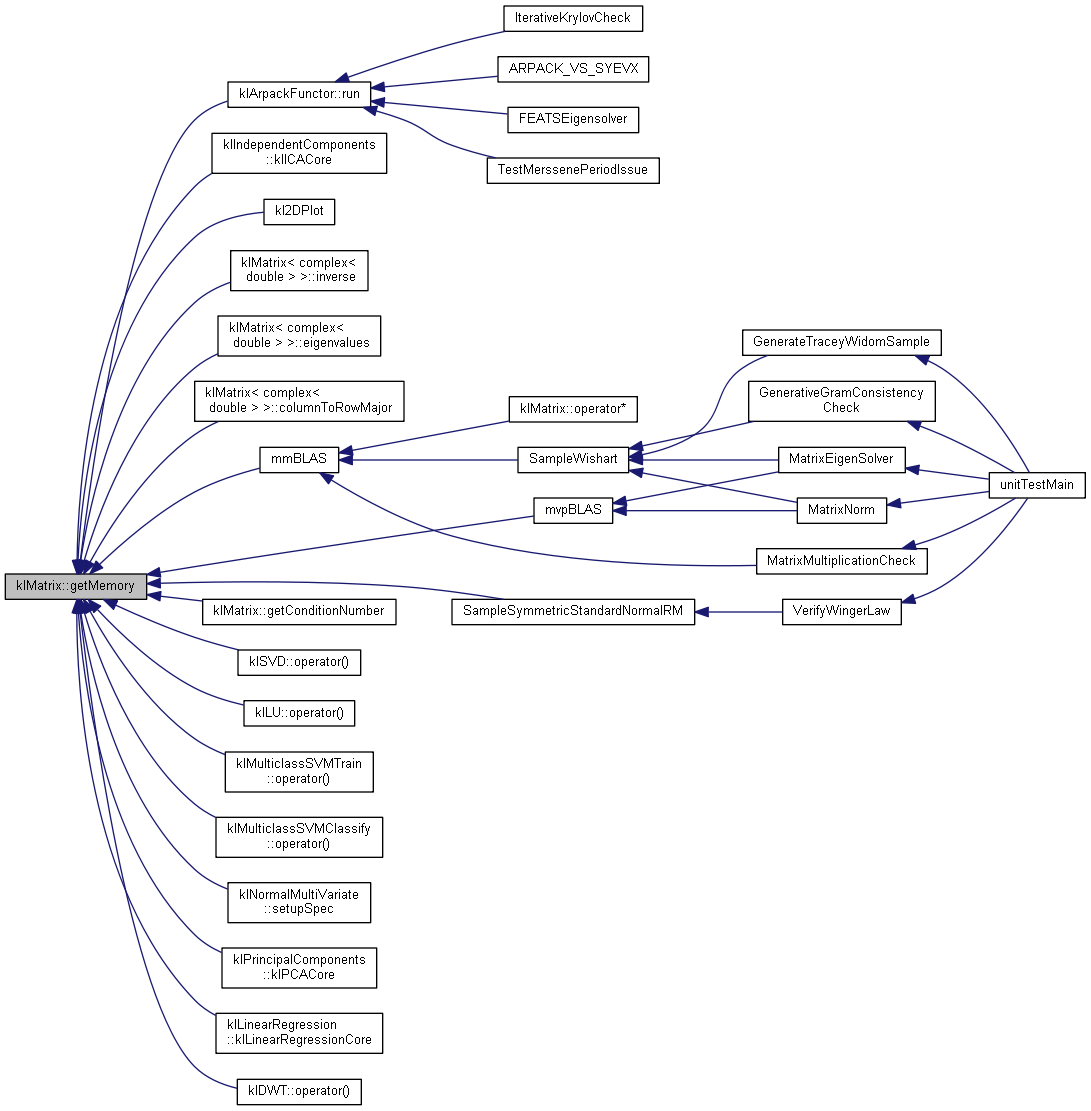 IterativeKrylovCheck
ARPACK_VS_SYEVX
klArpackFunctor::run
FEATSEigensolver
TestMerssenePeriodIssue
klIndependentComponents
::klICACore
kl2DPlot
klMatrix< complex<
double > >::inverse
klMatrix< complex<
double > >::eigenvalues
GenerateTraceyWidomSample
klMatrix< complex<
double > >::columnToRowMajor
GenerativeGramConsistency
Check
klMatrix::operator*
mmBLAS
SampleWishart
MatrixEigenSolver
unitTestMain
mvpBLAS
MatrixNorm
MatrixMultiplicationCheck
klMatrix::getMemory
klMatrix::getConditionNumber
SampleSymmetricStandardNormalRM
VerifyWingerLaw
klSVD::operator()
klLU::operator()
klMulticlassSVMTrain
::operator()
klMulticlassSVMClassify
::operator()
klNormalMultiVariate
::setupSpec
klPrincipalComponents
::klPCACore
klLinearRegression
::klLinearRegressionCore
klDWT::operator()